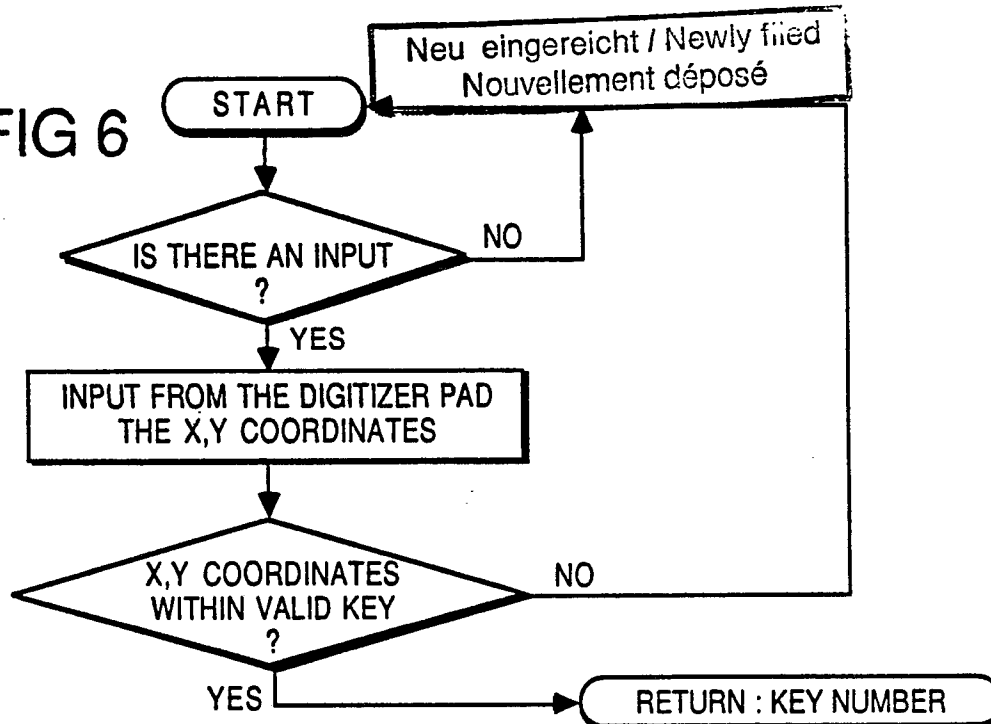 Neu eingereicht / Newly filed
Nouvellement déposé
FIG 6
START
IS THERE AN INPUT
?
NO
YES
INPUT FROM THE DIGITIZER PAD
THE X,Y COORDINATES
X,Y COORDINATES
WITHIN VALID KEY
?
NO
YES
RETURN : KEY NUMBER